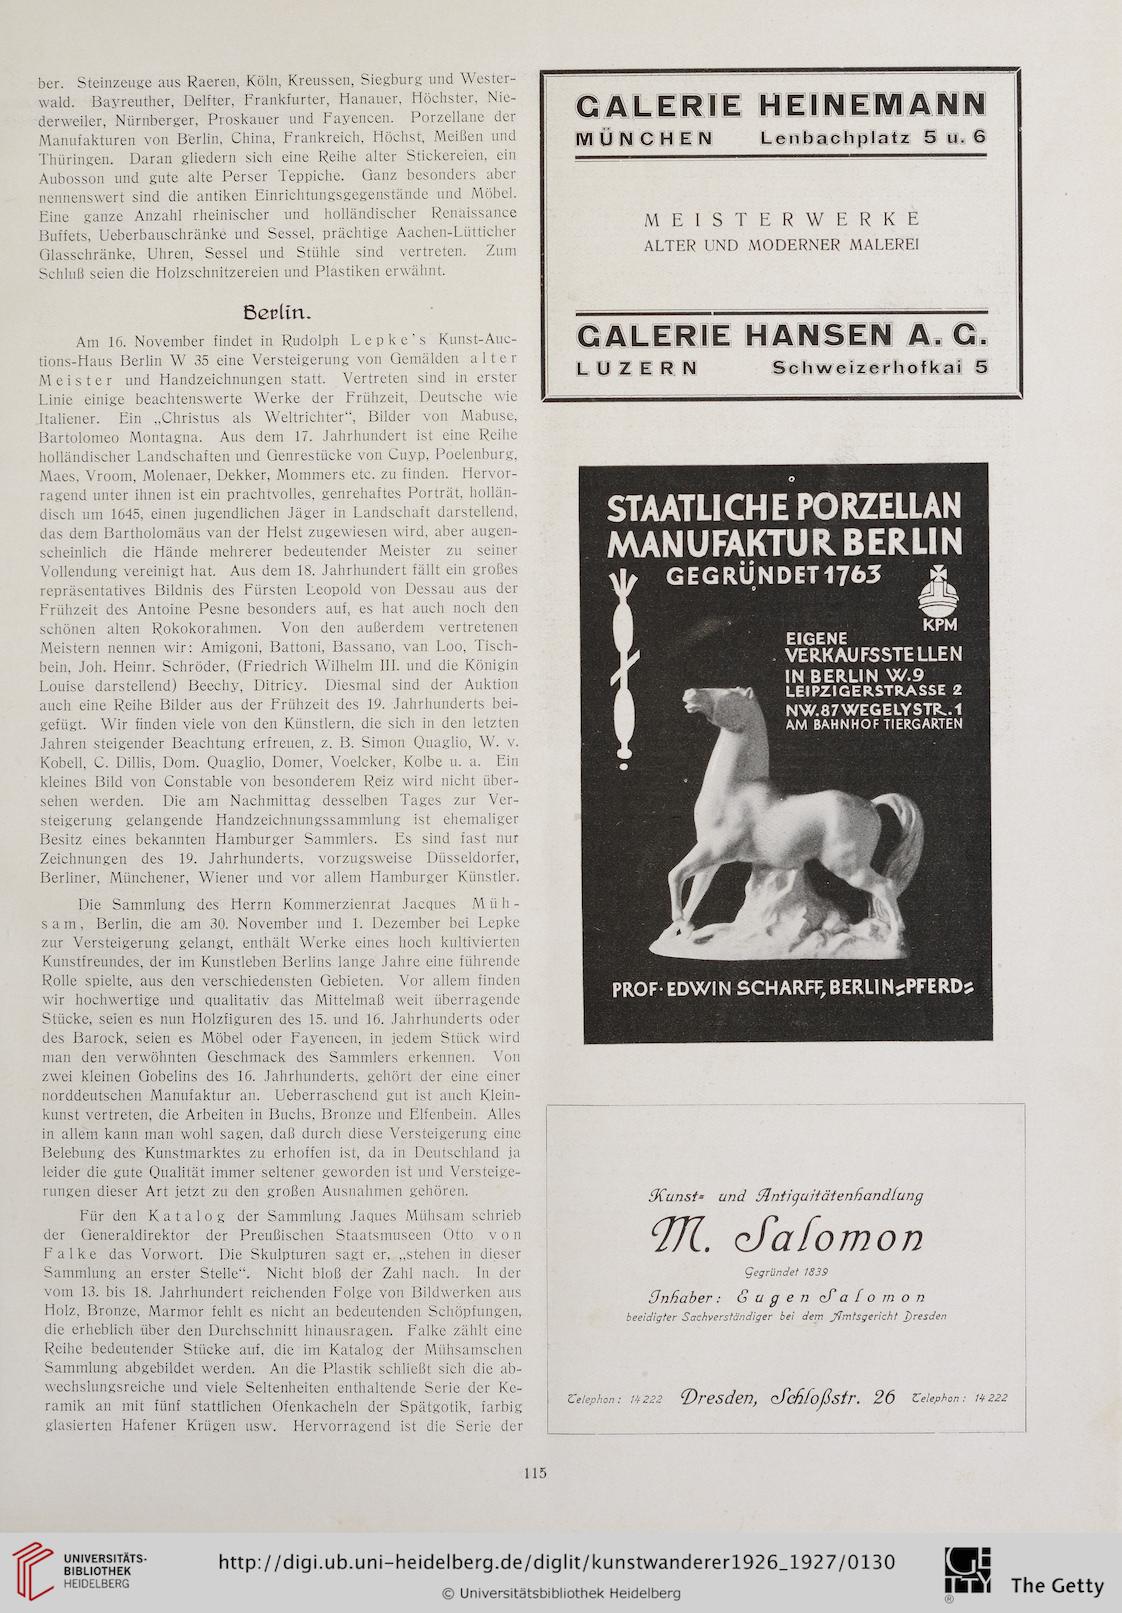 ber. Steinzeuge aus Raeren, Köln, Kreussen, Siegburg und Wester-
wald. Bayreuther, Delfter, Frankfurter, Hanauer, Höchster, Nie-
derweiler, Nürnberger, Proskauer und Fayencen. Porzellane der
Manufakturen von Berlin, China, Frankreich, Höchst, Meißen und
Thüringen. Daran gliedern sich eine Reihe alter Stickereien, ein
Aubosson und gute alte Perser Teppiche. Ganz besonders aber
nennenswert sind die antiken Einrichtungsgegenstände und Möbel.
Eine ganze Anzahl rheinischer und holländischer Renaissance
Buffets, Ueberbauschränke und Sessel, prächtige Aachen-Lütticher
Glasschränke, Uhren, Sessel und Stühle sind vertreten. Zum
Schluß seien die Holzschnitzereien und Plastiken erwähnt.
Berlin.
Am 16. November findet in Rudolph Lepke's Kunst-Auc-
tions-Haus Berlin W 35 eine Versteigerung von Gemälden alter
Meister und Handzeichnungen statt. Vertreten sind in erster
Linie einige beachtenswerte Werke der Frühzeit, Deutsche wie
Italiener. Ein „Christus als Weltrichter“, Bilder von Mabuse,
Bartolomeo Montagna. Aus dem 17. Jahrhundert ist eine Reihe
holländischer Landschaften und Genrestücke von Cuyp, Poelenburg,
Maes, Vroom, Molenaer, Dekker, Mommers etc. zu finden. Hervor-
ragend unter ihnen ist ein prachtvolles, genrehaftes Porträt, hollän-
disch um 1645, einen jugendlichen Jäger in Landschaft darstellend,
das dem Bartholomäus van der Helst zugewiesen wird, aber augen-
scheinlich die Hände mehrerer bedeutender Meister zu seiner
Vollendung vereinigt hat. Aus dem 18. Jahrhundert fällt ein großes
repräsentatives Bildnis des Fürsten Leopold von Dessau aus der
Frühzeit des Antoine Pesne besonders auf, es hat auch noch den
schönen alten Rokokorahmen. Von den außerdem vertretenen
Meistern nennen wir: Amigoni, Battoni, Bassano, van Loo, Tisch-
bein, Joh. Heinr. Schröder, (Friedrich Wilhelm III. und die Königin
Louise darstellend) Beechy, Ditricy. Diesmal sind der Auktion
auch eine Reihe Bilder aus der Frühzeit des 19. Jahrhunderts bei-
gefügt. Wir finden viele von den Künstlern, die sich in den letzten
Jahren steigender Beachtung erfreuen, z. B. Simon Quaglio, W. v.
Kobell, C. Dillis, Dom. Quaglio, Domer, Voelcker, Kolbe u. a. Ein
kleines Bild von Constable von besonderem Reiz wird nicht über-
sehen werden. Die am Nachmittag desselben Tages zur Ver-
steigerung gelangende Handzeichnungssammlung ist ehemaliger
Besitz eines bekannten Hamburger Sammlers. Es sind fast nur
Zeichnungen des 19. Jahrhunderts, vorzugsweise Düsseldorfer,
Berliner, Münchener, Wiener und vor allem Hamburger Künstler.
Die Sammlung des Herrn Kommerzienrat Jacques Müh-
sam, Berlin, die am 30. November und 1. Dezember bei Lepke
zur Versteigerung gelangt, enthält Werke eines hoch kultivierten
Kunstfreundes, der im Kunstleben Berlins lange Jahre eine führende
Rolle spielte, aus den verschiedensten Gebieten. Vor allem finden
wir hochwertige und qualitativ das Mittelmaß weit überragende
Stücke, seien es nun Holzfiguren des 15. und 16. Jahrhunderts oder
des Barock, seien es Möbel oder Fayencen, in jedem Stück wird
man den verwöhnten Geschmack des Sammlers erkennen. Von
zwei kleinen Gobelins des 16. Jahrhunderts, gehört der eine einer
norddeutschen Manufaktur an. Ueberraschend gut ist auch Klein-
kunst vertreten, die Arbeiten in Buchs, Bronze und Elfenbein. Alles
in allem kann man wohl sagen, daß durch diese Versteigerung eine
Belebung des Kunstmarktes zu erhoffen ist, da in Deutschland ja
leider die gute Qualität immer seltener geworden ist und Versteige-
rungen dieser Art jetzt zu den großen Ausnahmen gehören.
Für den Katalog der Sammlung Jaques Mühsam schrieb
der Generaldirektor der Preußischen Staatsmuseen Otto von
Falke das Vorwort. Die Skulpturen sagt er, „stehen in dieser
Sammlung an erster Stelle“. Nicht bloß der Zahl nach. In der
vom 13. bis 18. Jahrhundert reichenden Folge von Bildwerken aus
Holz, Bronze, Marmor fehlt es nicht an bedeutenden Schöpfungen,
die erheblich über den Durchschnitt hinausragen. Falke zählt eine
Reihe bedeutender Stücke auf, die im Katalog der Mühsamschen
Sammlung abgebildet werden. An die Plastik schließt sich die ab-
wechslungsreiche und viele Seltenheiten enthaltende Serie der Ke-
ramik an mit fünf stattlichen Ofenkacheln der Spätgotik, farbig
glasierten Hafener Krügen usw. Hervorragend ist die Serie der
GALERIE HEINEMANN
MÜNCHEN Lenbachplatz 5 u. 6
MEISTERWERKE
ALTER UND MODERNER MALEREI
GALERIE HANSEN A. G.
LUZERN Schweizerhofkai 5
STAATLICHE PORZELLAN
MANUFAKTUR BERLIN
GEGRÜNDET 1763
KPM
EIGENE
VERKAUFSSTELLEN
IN BERLIN W.9
LEIPZIGERSTRASSE 2
NW.87 WEGELYSTR.1
AM BAHNHOF TIERGARTEN
PROF. EDWIN SCHARFF, BERLIN „PFERD„
Kunst= und Antiquitätenhandlung
M. Salomon
Gegründet 1839
Inhaber: Eugen Salomon
beeidigter Sachverständiger bei dem Amtsgericht Dresden
Telephon: 14222 Dresden, Schloßstr. 26 Telephon: 14222
115
UNIVERSITÄTS-
BIBLIOTHEK
HEIDELBERG
http://digi.ub.uni-heidelberg.de/diglit/kunstwanderer1926_1927/0130
© Universitätsbibliothek Heidelberg
GETTY
The Getty